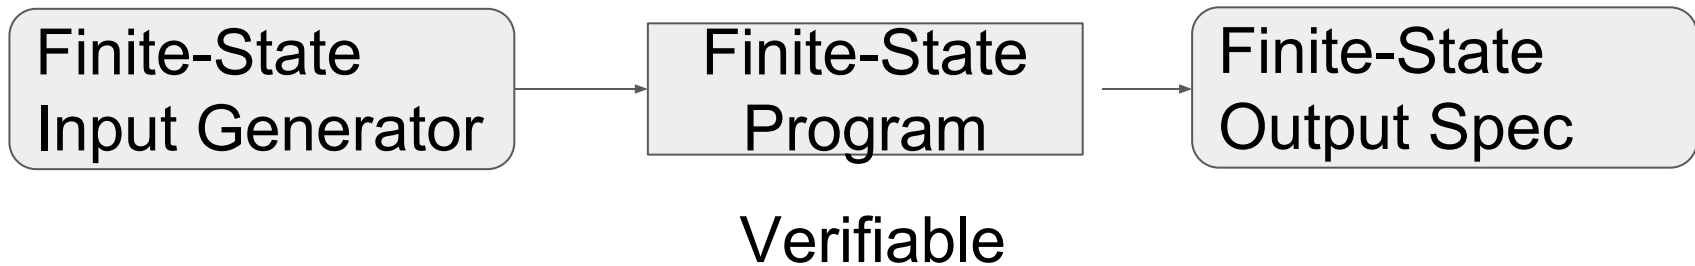 Finite-State
Input Generator
Finite-State
Program
Finite-State
Output Spec
Verifiable